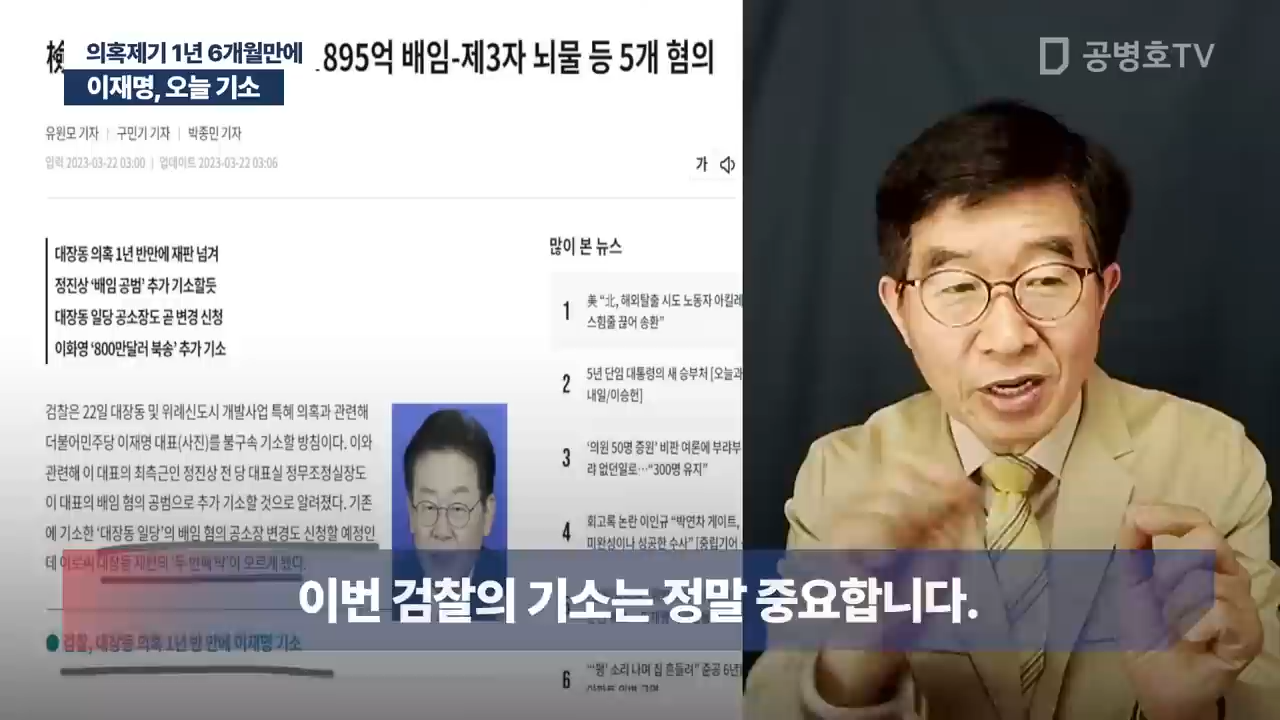 의혹제기 1년 6개월만에
이재명, 오늘 기소
檢
.895억 배임-제3자 뇌물 등 5개 혐의
공병호TV
유원모 기자 | 구민기 기자 | 박종민 기자
입력 2023-03-22 03:00 | 업데이트 2023-03-22 03:06
가
대장동 의혹 1년 반만에 재판 넘겨
정진상 ‘배임 공범’ 추가 기소할듯
대장동 일당 공소장도 곧 변경 신청
이화영 ‘800만달러 북송’ 추가 기소
검찰은 22일 대장동 및 위례신도시 개발사업 특혜 의혹과 관련해
더불어민주당 이재명 대표(사진)를 불구속 기소할 방침이다. 이와
관련해 이 대표의 최측근인 정진상 전 당 대표실 정무조정실장도
이 대표의 배임 혐의 공범으로 추가 기소할 것으로 알려졌다. 기존
에 기소한 ‘대장동 일당’의 배임 혐의 공소장 변경도 신청할 예정인
데 이로써 대장동 재판의 ‘두 번째 막’이 오르게 됐다.
검찰, 대장동 의혹 1년 반 만에 이재명 기소
많이 본 뉴스
1 美 “北, 해외탈출 시도 노동자 아킬레
스힘줄 끊어 송환”
2 5년 단임 대통령의 새 승부처 [오늘과
내일/이승헌]
3 ‘의원 50명 증원’ 비판 여론에 부랴부
랴 없던일로…“300명 유지”
4 회고록 논란 이인규 “박연차 게이트,
미완성이나 성공한 수사” [중립기어
6 “‘펑’ 소리 나며 집 흔들려” 준공 6년
이번 검찰의 기소는 정말 중요합니다.